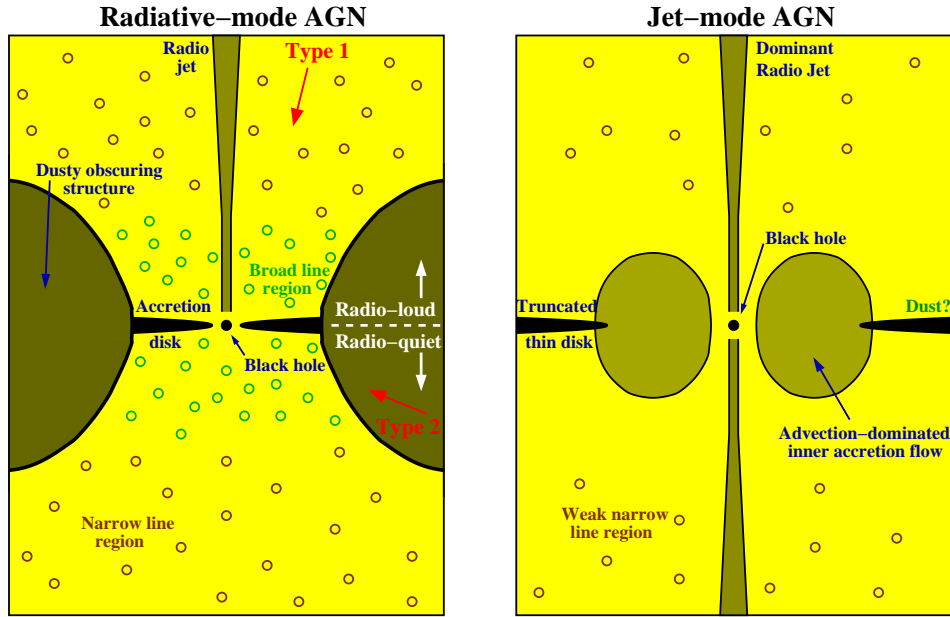 Radiative−mode AGN
Radio
jet
Type 1
Dusty obscuring
structure
Broad line
region
Accretion
disk
Radio−loud
Radio−quiet
Black hole
Type 2
Narrow line
region
Jet−mode AGN
Dominant
Radio Jet
Black hole
Truncated
thin disk
Dust?
Advection−dominated
inner accretion flow
Weak narrow
line region